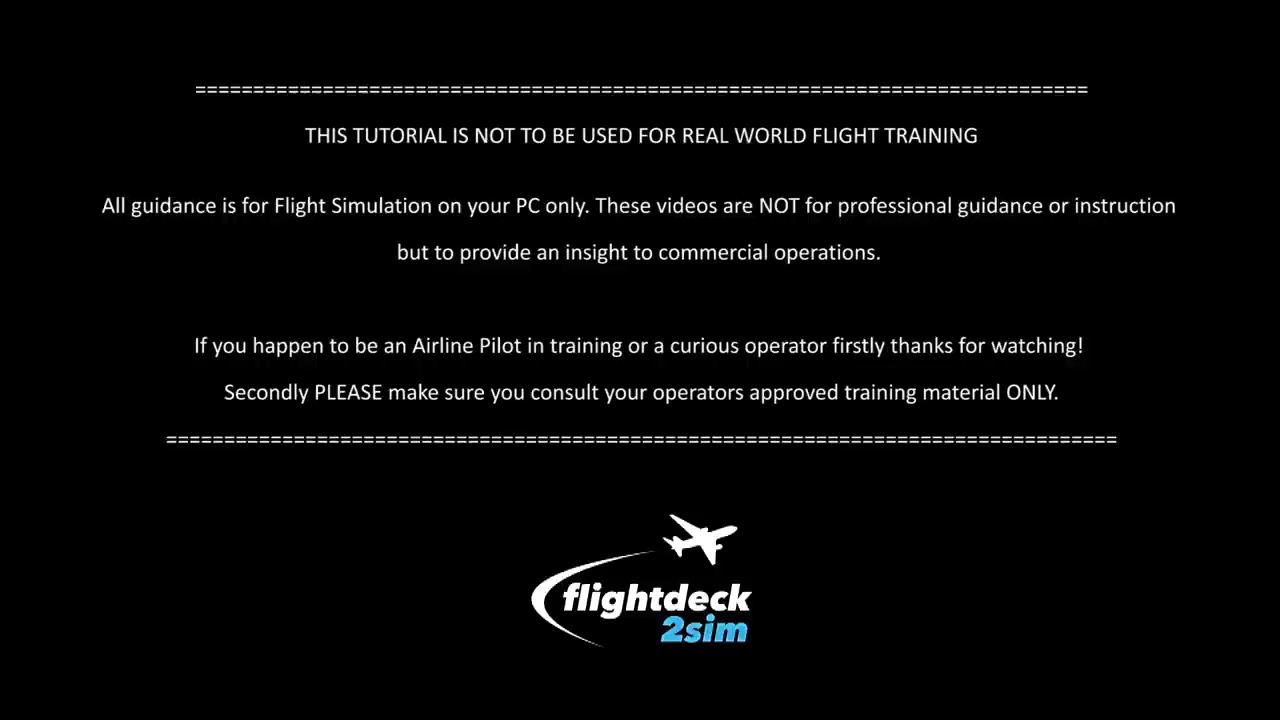 ============================================================================
THIS TUTORIAL IS NOT TO BE USED FOR REAL WORLD FLIGHT TRAINING
All guidance is for Flight Simulation on your PC only. These videos are NOT for professional guidance or instruction
but to provide an insight to commercial operations.
If you happen to be an Airline Pilot in training or a curious operator firstly thanks for watching!
Secondly PLEASE make sure you consult your operators approved training material ONLY.
=================================================================================
flightdeck
2sim